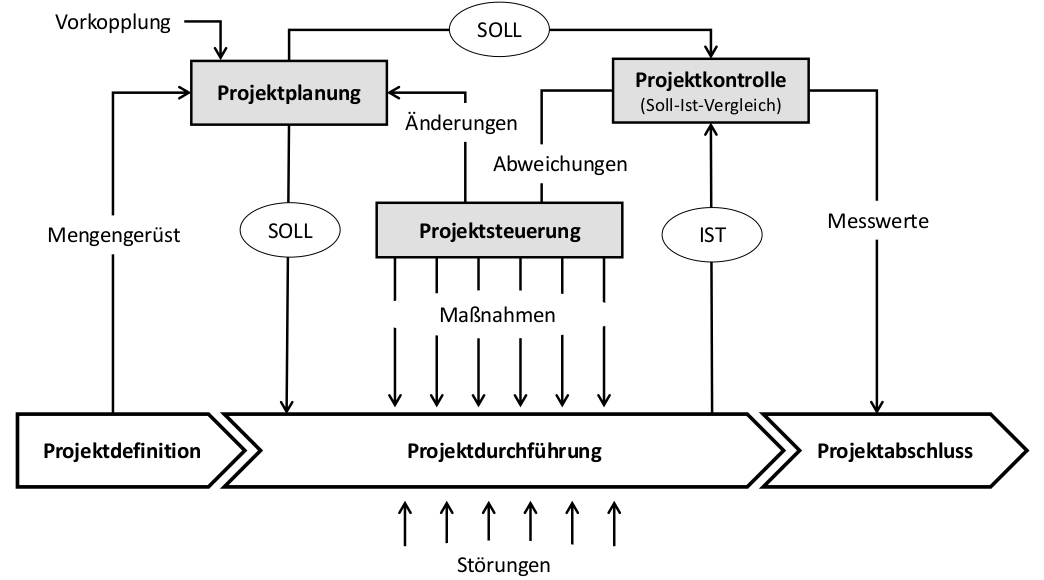 Vorkopplung
SOLL
Projektplanung
Projektkontrolle
(Soll-Ist-Vergleich)
Änderungen
Abweichungen
Mengengerüst
SOLL
Projektsteuerung
IST
Messwerte
Maßnahmen
Projektdefinition
Projektdurchführung
Projektabschluss
Störungen